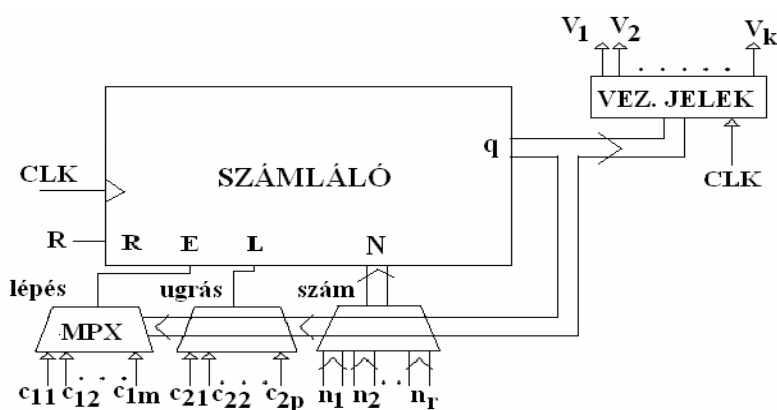 V1 V2 . . . . . Vk
VEZ. JELEK
CLK
q
CLK
SZÁMLÁLÓ
R
R E L N
lépés ugrás szám
MPX
c11 c12 . . . c1m c21 c22 . . . c2p n1 n2 . . nr